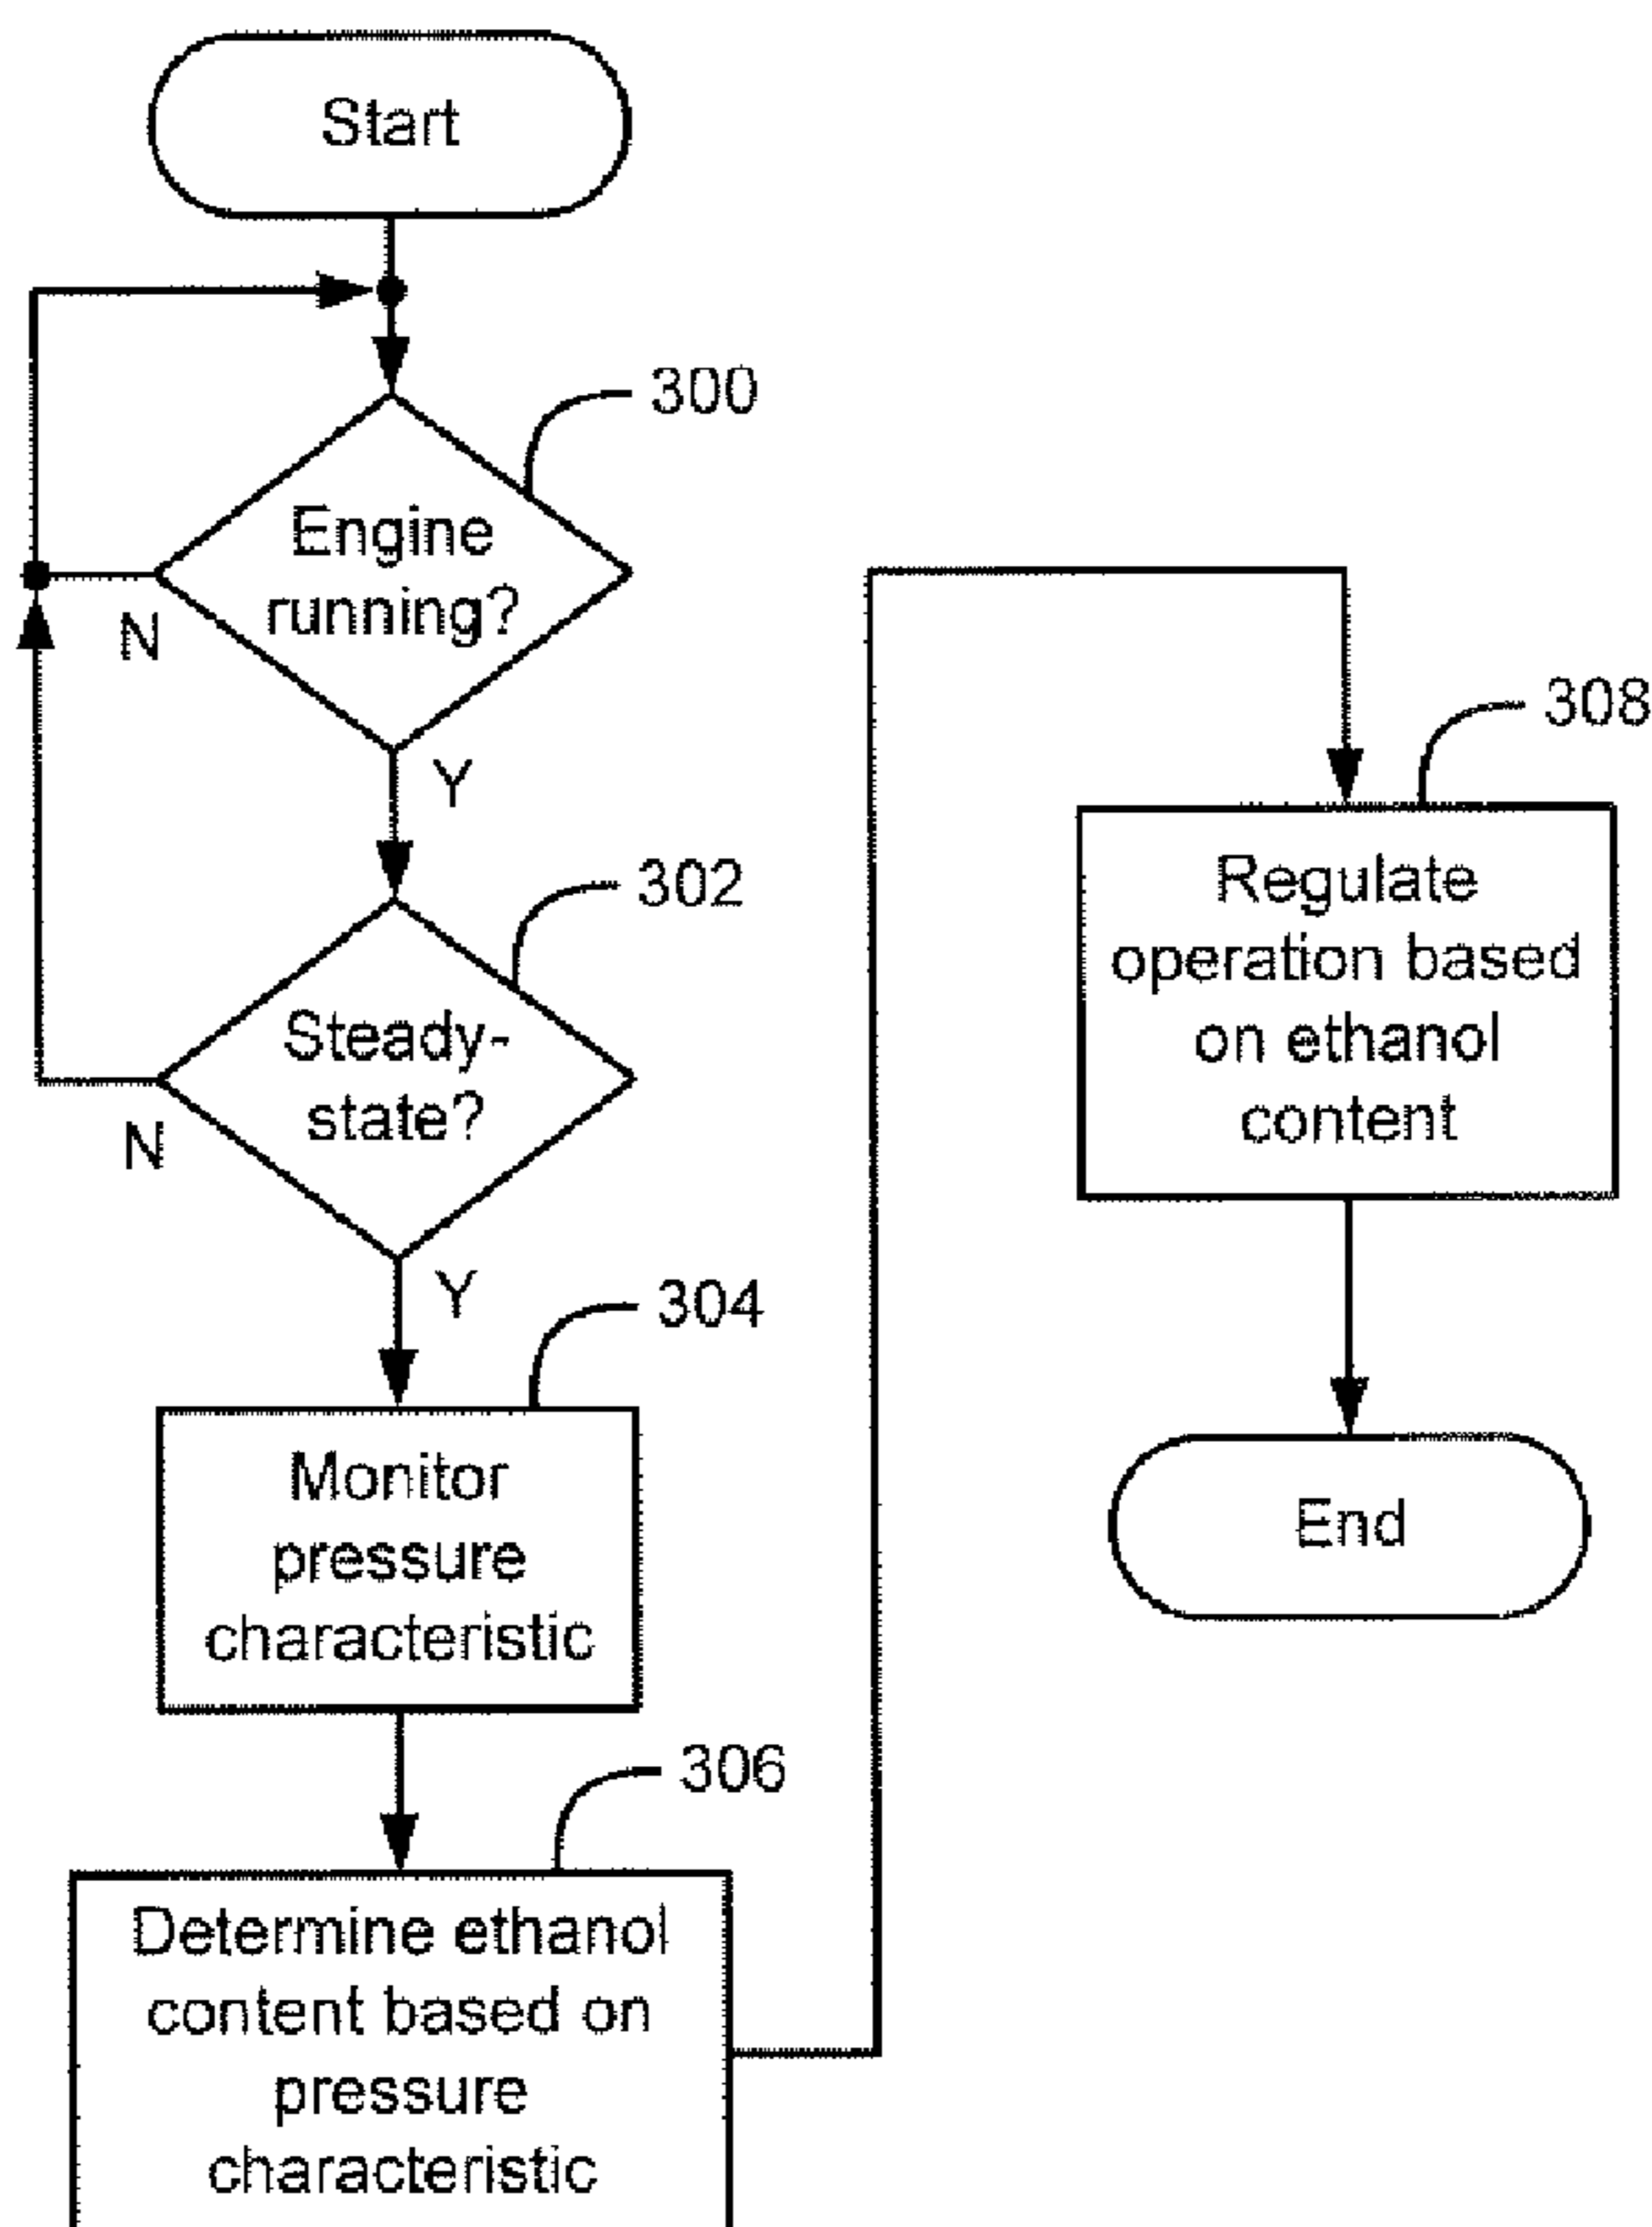 Start
300
Engine
running?
N
Y
302
Steady-
state?
N
Y
304
Monitor
pressure
characteristic
306
Determine ethanol
content based on
pressure
characteristic
308
Regulate
operation based
on ethanol
content
End